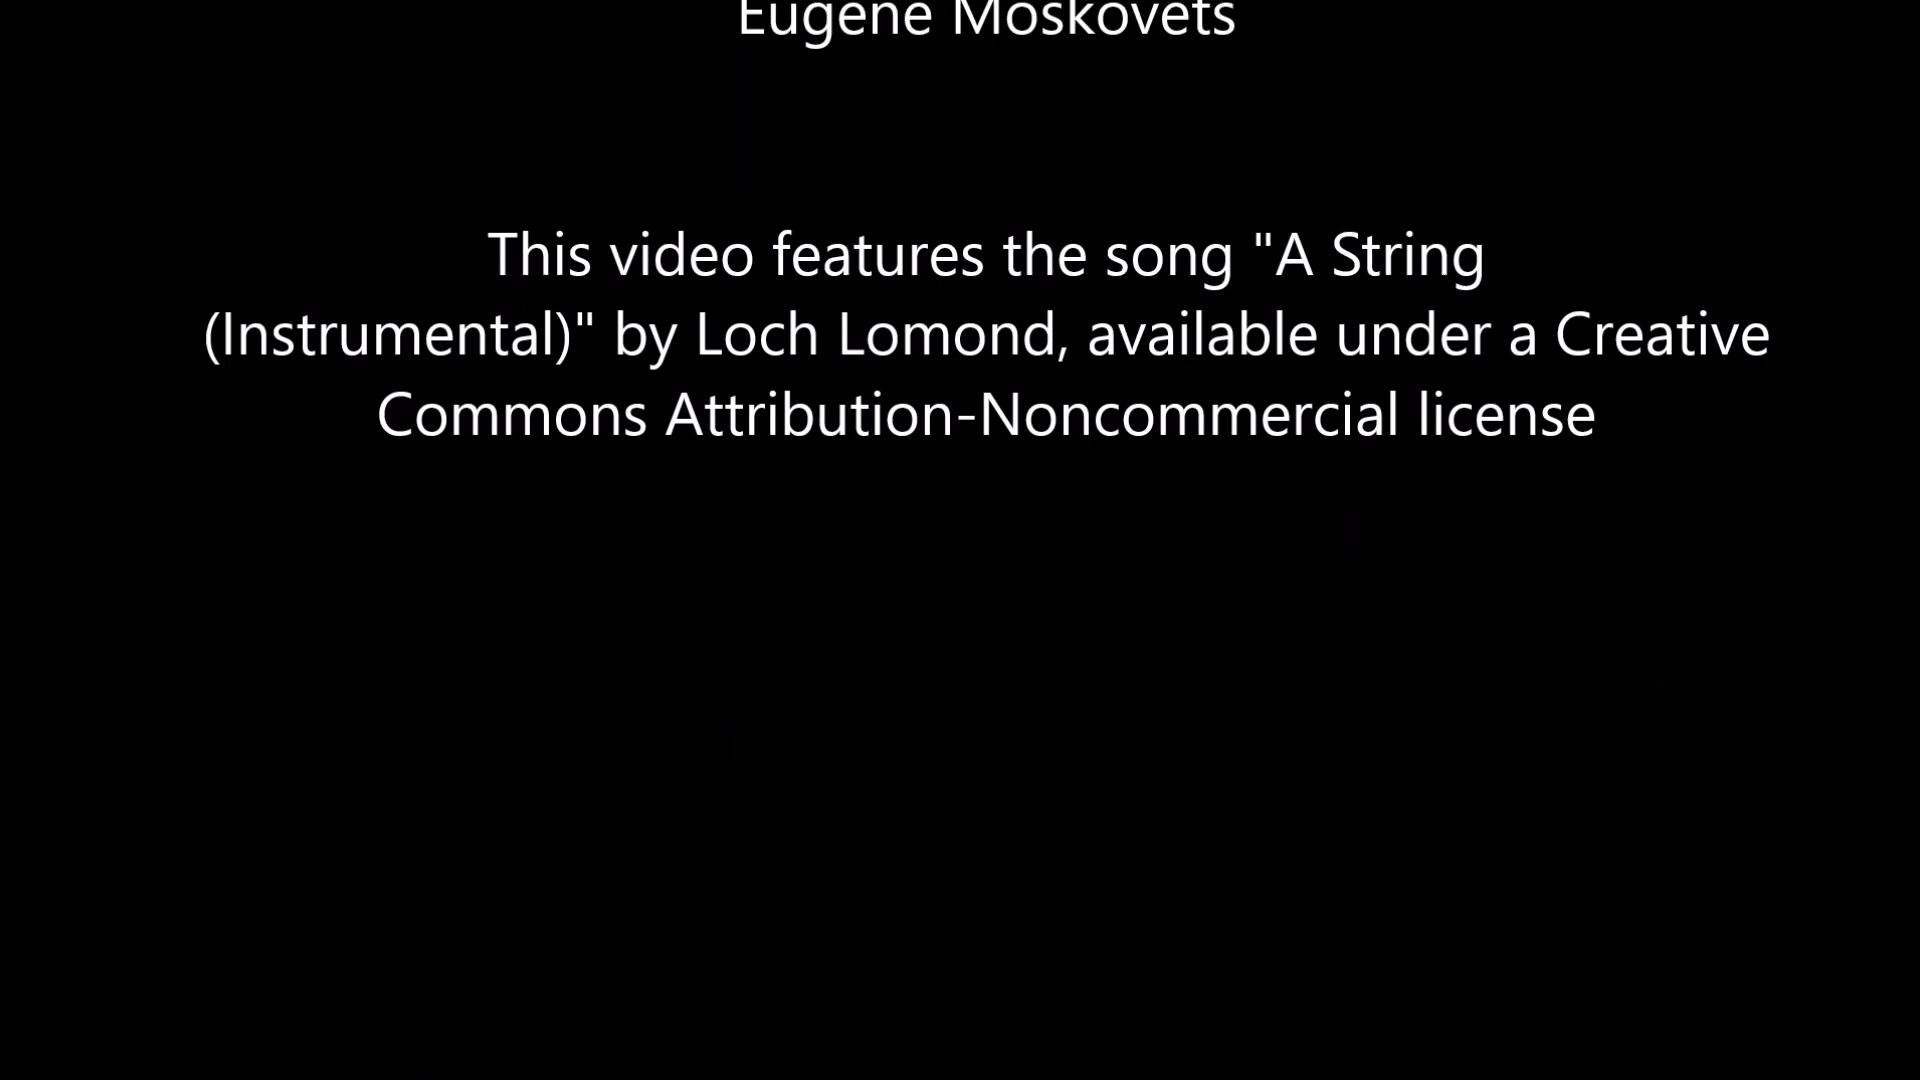 Eugene Moskovets
This video features the song "A String
(Instrumental)" by Loch Lomond, available under a Creative
Commons Attribution-Noncommercial license